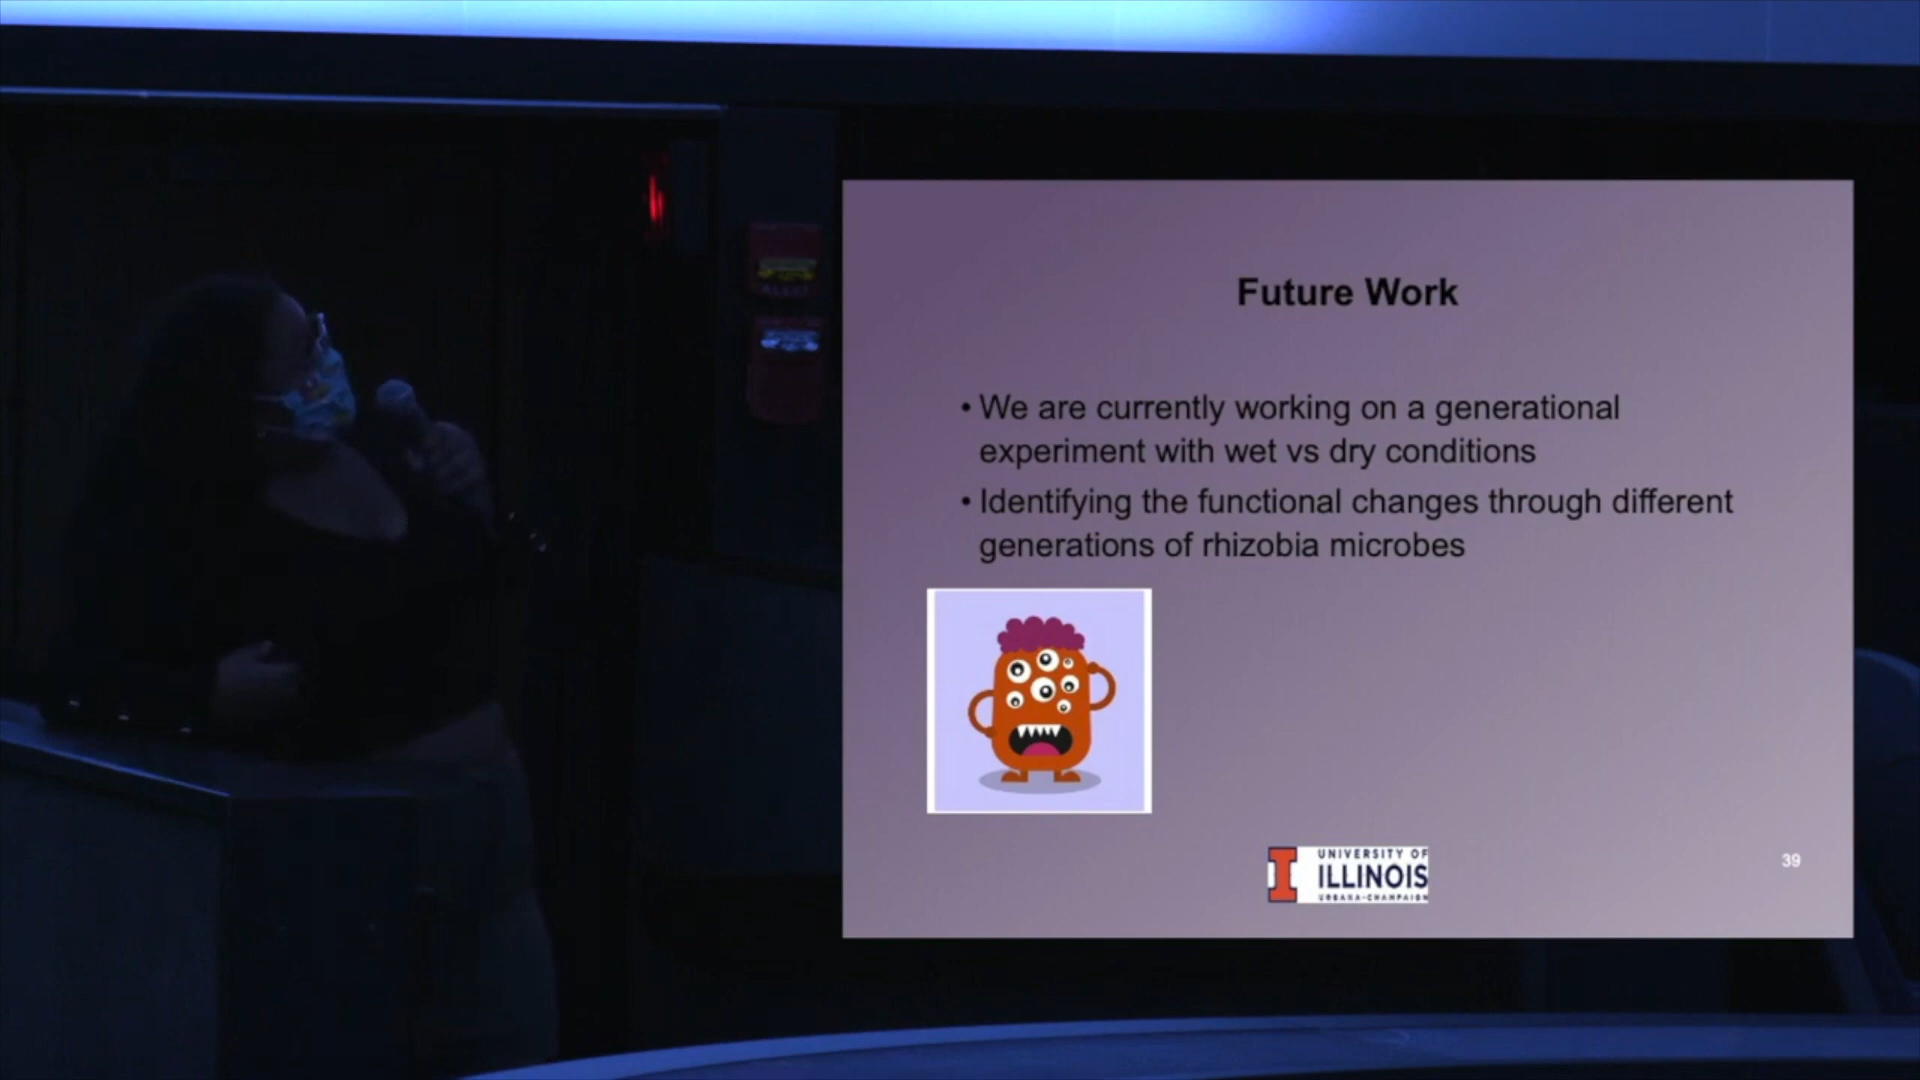 Future Work
• We are currently working on a generational
experiment with wet vs dry conditions
• Identifying the functional changes through different
generations of rhizobia microbes
UNIVERSITY OF
ILLINOIS
URBANA-CHAMPAIGN
39